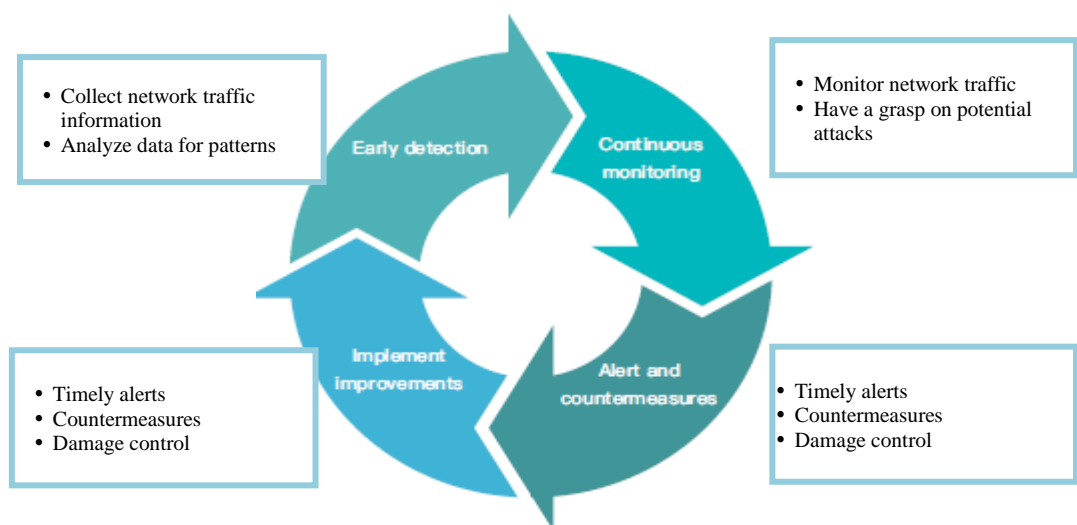 • Collect network traffic
information
• Analyze data for patterns
Early detection
Continuous
monitoring
• Monitor network traffic
• Have a grasp on potential
attacks
Implement
improvements
Alert and
countermeasures
• Timely alerts
• Countermeasures
• Damage control
• Timely alerts
• Countermeasures
• Damage control